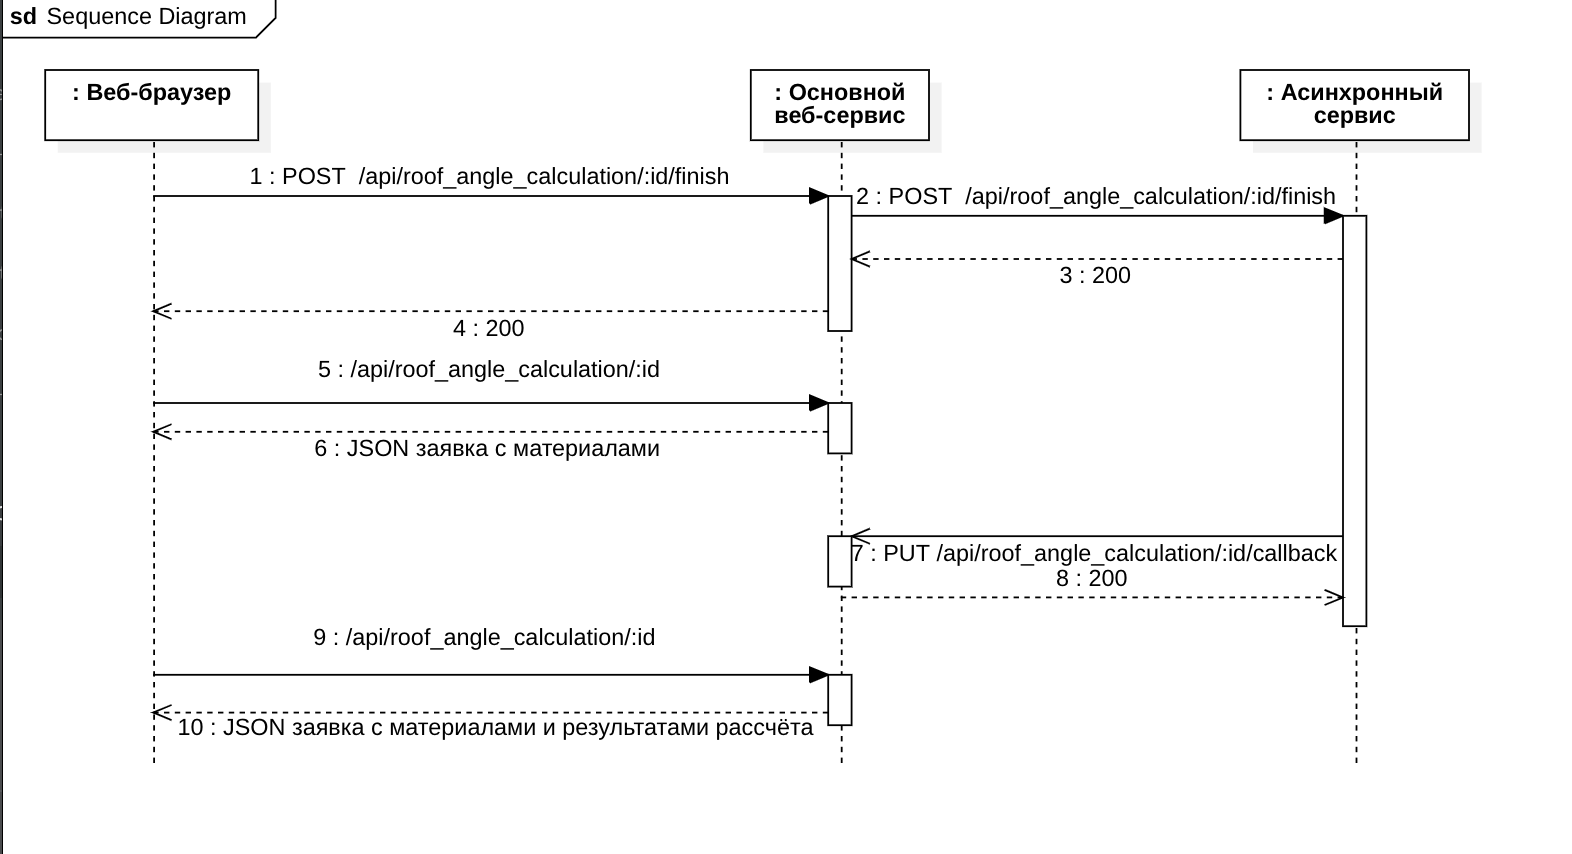 sd Sequence Diagram
: Веб-браузер
: Основной
веб-сервис
: Асинхронный
сервис
1 : POST  /api/roof_angle_calculation/:id/finish
2 : POST  /api/roof_angle_calculation/:id/finish
3 : 200
4 : 200
5 : /api/roof_angle_calculation/:id
6 : JSON заявка с материалами
7 : PUT /api/roof_angle_calculation/:id/callback
8 : 200
9 : /api/roof_angle_calculation/:id
10 : JSON заявка с материалами и результатами рассчёта